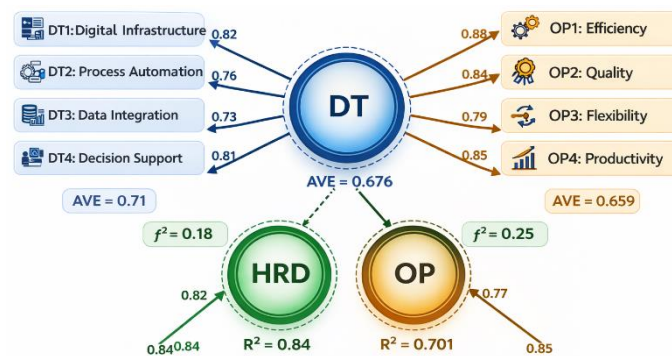 DT1: Digital Infrastructure
0.82
0.88
OP1: Efficiency
DT2: Process Automation
0.76
DT
0.84
OP2: Quality
DT3: Data Integration
0.73
0.79
OP3: Flexibility
DT4: Decision Support
0.81
0.85
OP4: Productivity
AVE = 0.676
AVE = 0.71
AVE = 0.659
f² = 0.18
f² = 0.25
HRD
OP
0.82
0.77
0.84
0.84
R² = 0.84
R² = 0.701
0.85